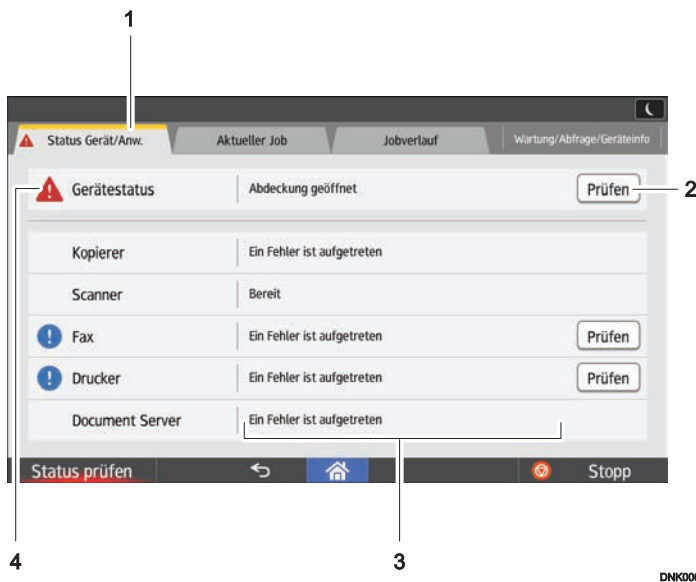 1
Status Gerät/Anw. Aktueller Job Jobverlauf Wartung/Abfrage/Geräteinfo
Gerätestatus Abdeckung geöffnet Prüfen 2
Kopierer Ein Fehler ist aufgetreten
Scanner Bereit
Fax Ein Fehler ist aufgetreten Prüfen
Drucker Ein Fehler ist aufgetreten Prüfen
Document Server Ein Fehler ist aufgetreten
Status prüfen Stopp
4 3